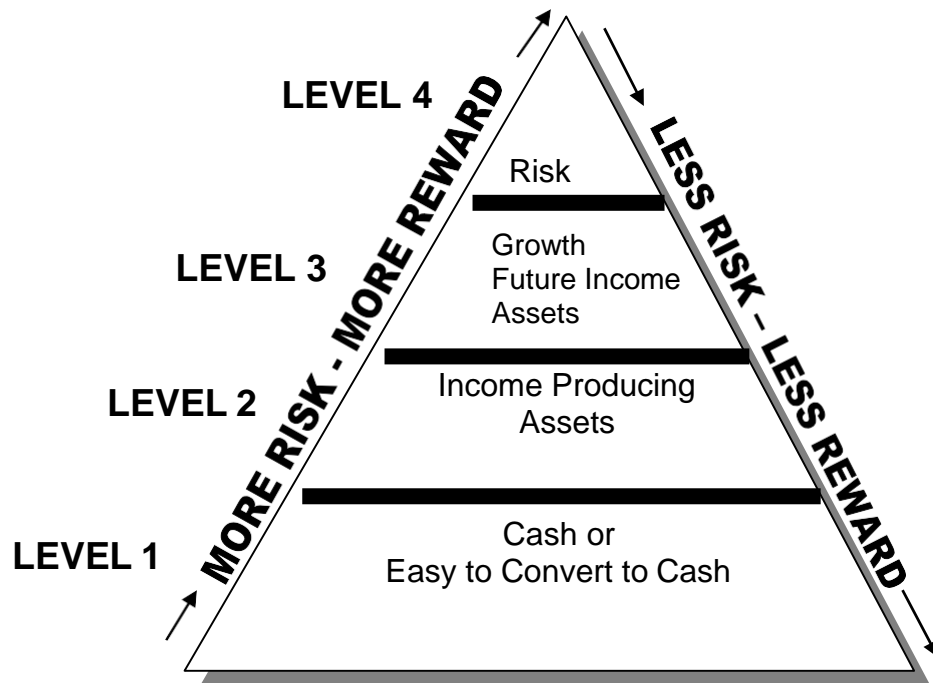 LEVEL 4
Risk
LEVEL 3
Growth
Future Income
Assets
LEVEL 2
Income Producing
Assets
LEVEL 1
Cash or
Easy to Convert to Cash
MORE RISK - MORE REWARD
LESS RISK – LESS REWARD